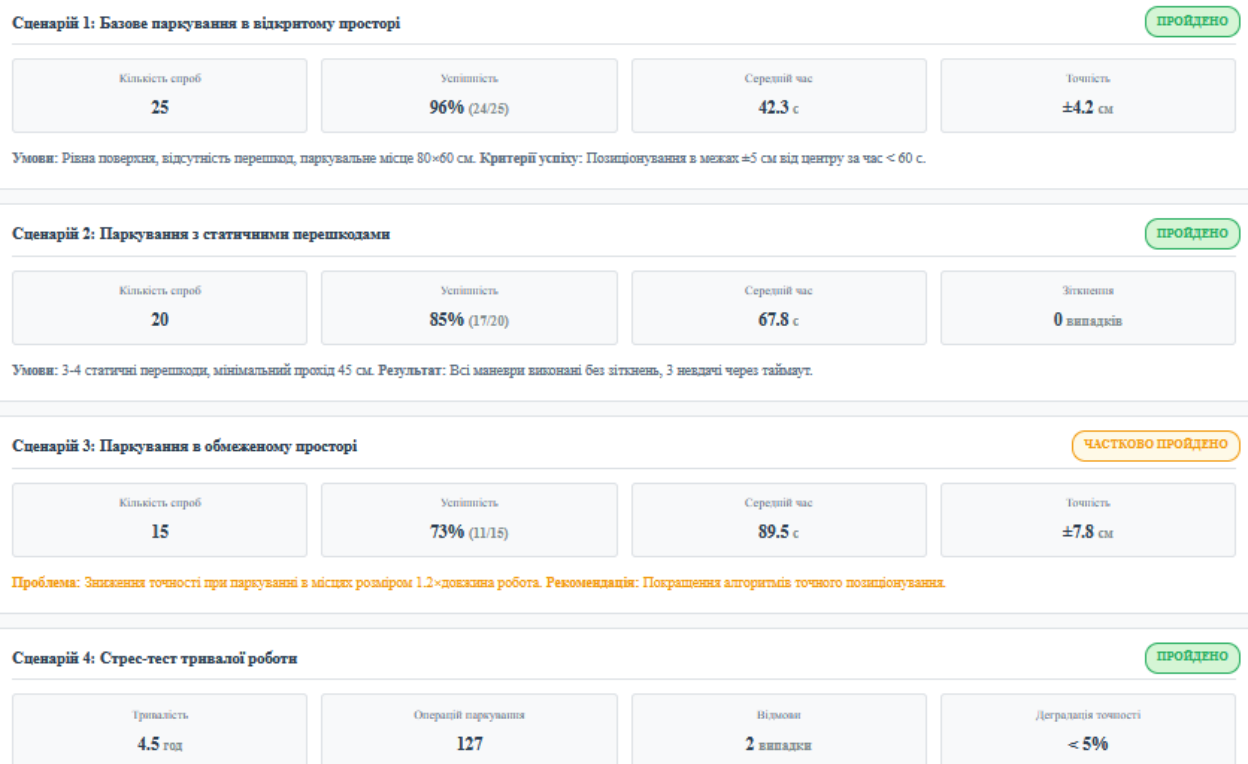 Сценарій 1: Базове паркування в відкритому просторі
ПРОЙДЕНО
Кількість спроб
Успішність
Середній час
Точність
25
96% (24/25)
42.3 с
±4.2 см
Умови: Рівна поверхня, відсутність перешкод, паркувальне місце 80×60 см. Критерії успіху: Позиціонування в межах ±5 см від центру за час < 60 с.
Сценарій 2: Паркування з статичними перешкодами
ПРОЙДЕНО
Кількість спроб
Успішність
Середній час
Зіткнення
20
85% (17/20)
67.8 с
0 випадків
Умови: 3-4 статичні перешкоди, мінімальний прохід 45 см. Результат: Всі маневри виконані без зіткнень, 3 невдачі через таймаут.
Сценарій 3: Паркування в обмеженому просторі
ЧАСТКОВО ПРОЙДЕНО
Кількість спроб
Успішність
Середній час
Точність
15
73% (11/15)
89.5 с
±7.8 см
Проблема: Зниження точності при паркуванні в місцях розміром 1.2×довжина робота. Рекомендація: Покращення алгоритмів точного позиціонування.
Сценарій 4: Стрес-тест тривалої роботи
ПРОЙДЕНО
Тривалість
Операцій паркування
Відмови
Деградація точності
4.5 год
127
2 випадки
< 5%